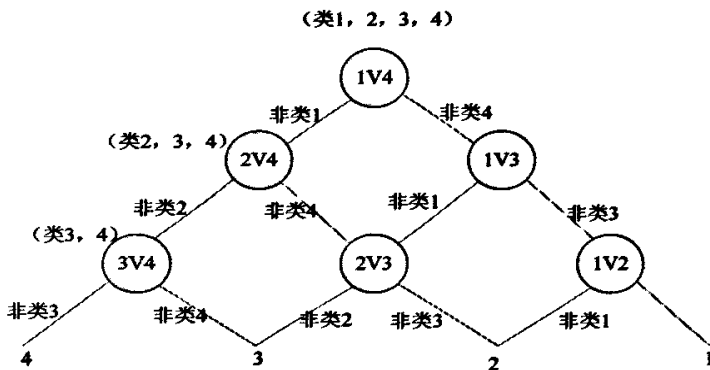 (类1, 2, 3, 4)
1V4
非类1
非类4
(类2, 3, 4)
2V4
1V3
非类2
非类4
非类1
非类3
(类3, 4)
3V4
2V3
1V2
非类3
非类4
非类2
非类3
非类1
4
3
2
1